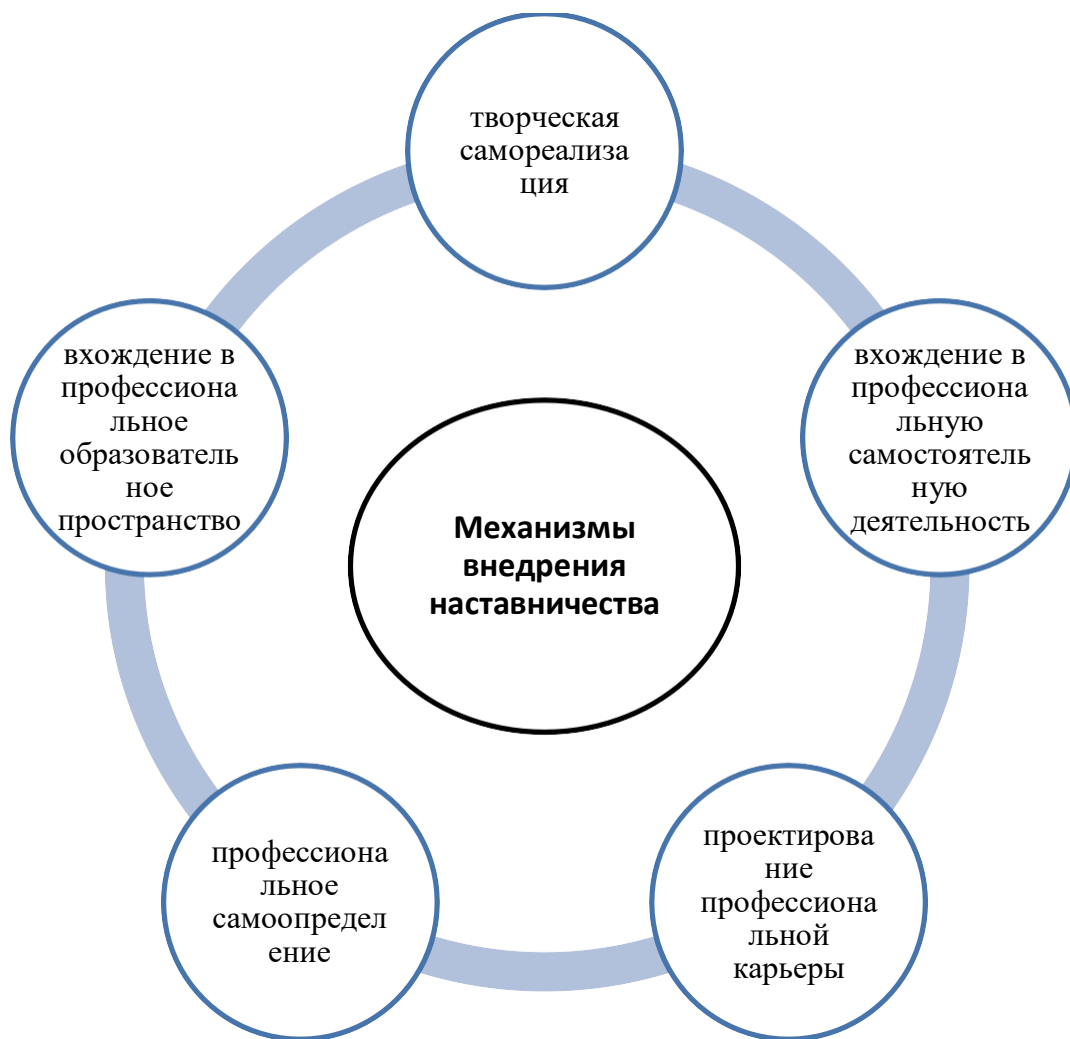 творческая
самореализа
ция
вхождение в
профессиона
льную
самостоятель
ную
деятельность
проектирова
ние
профессиона
льной
карьеры
профессиона
льное
самоопредел
ение
вхождение в
профессиона
льное
образователь
ное
пространство
Механизмы
внедрения
наставничества